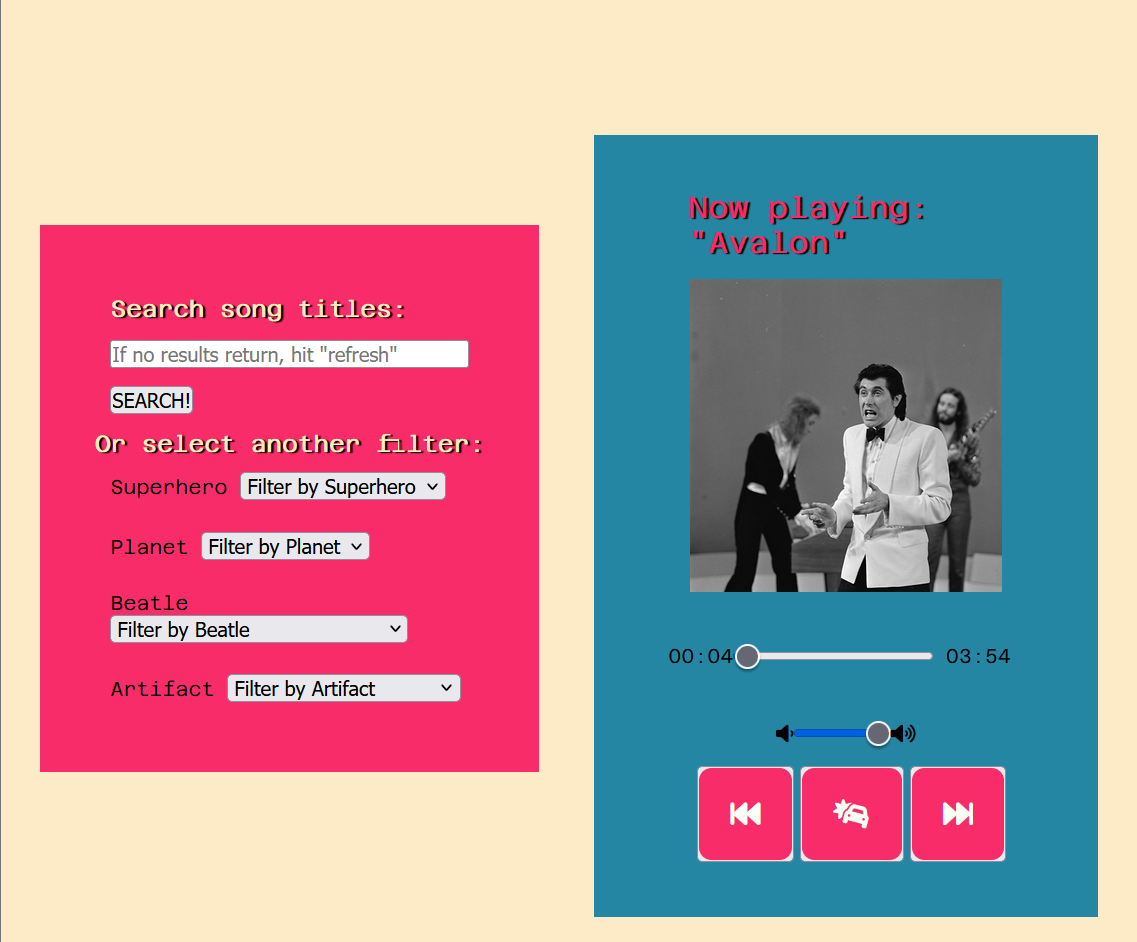 Search song titles:
If no results return, hit "refresh"
SEARCH!
Or select another filter:
Superhero Filter by Superhero
Planet Filter by Planet
Beatle
Filter by Beatle
Artifact Filter by Artifact
Now playing:
"Avalon"
00:04 03:54